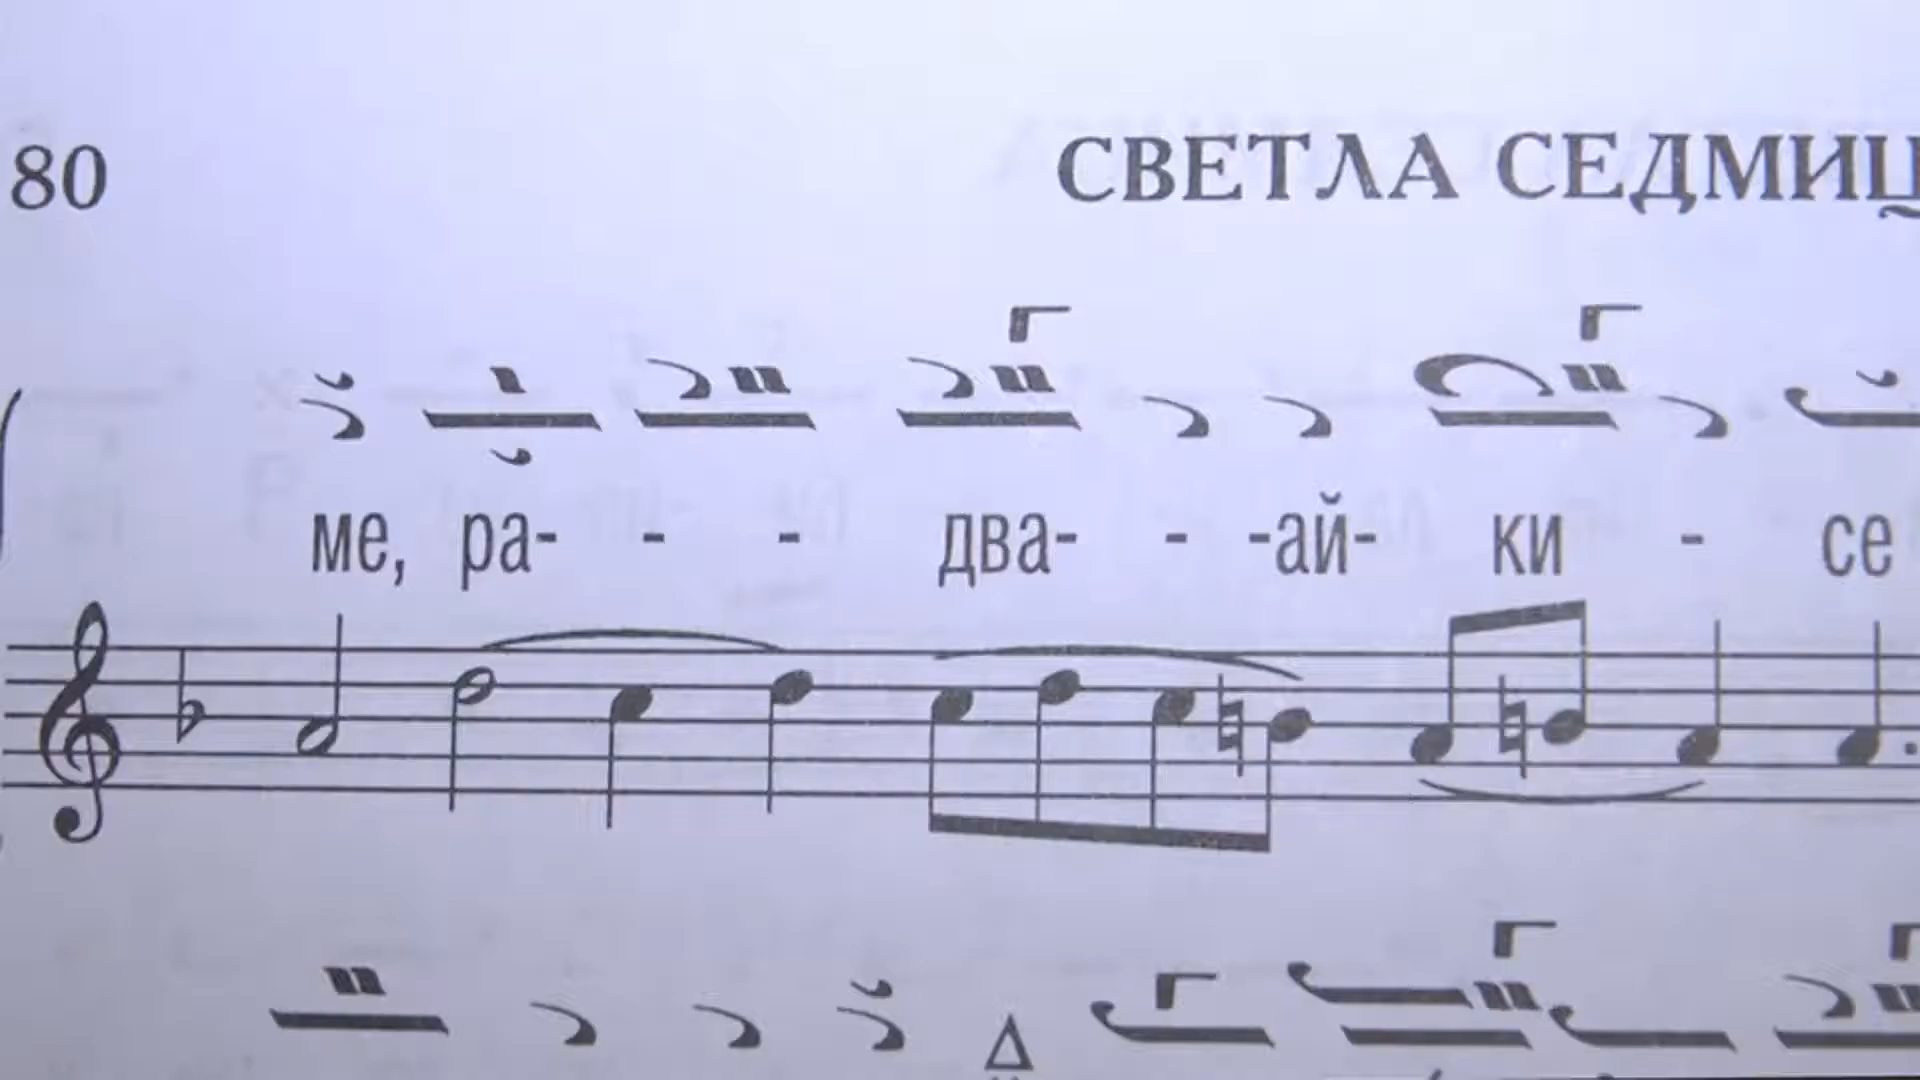 80
СВЕТЛА СЕДМИЦ
ме, ра- - - два- - -ай- ки - се